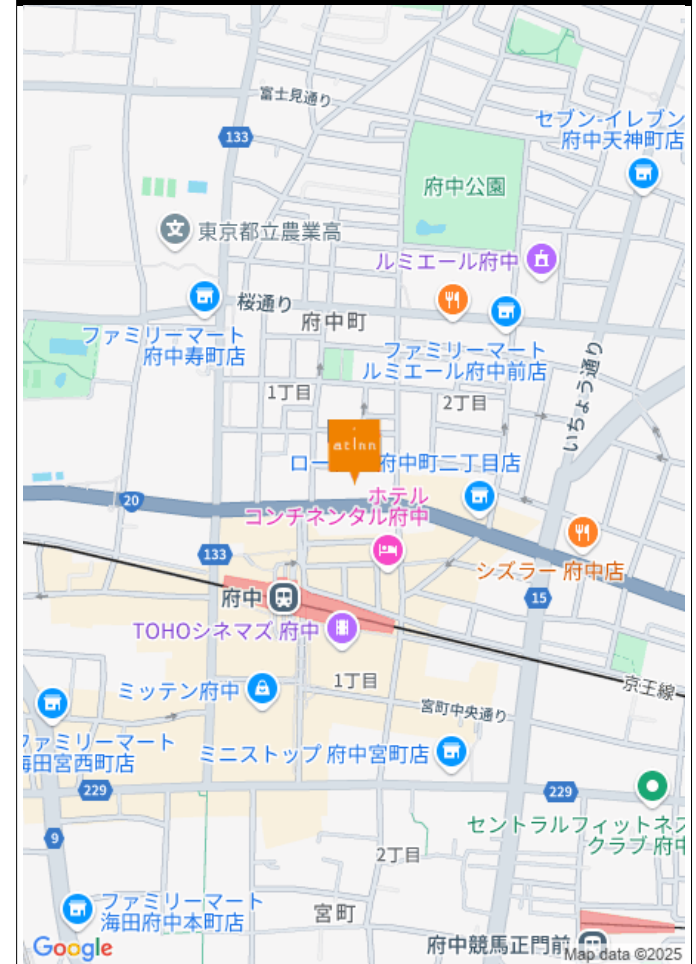 富士見通り
133
セブン-イレブン
府中天神町店
府中公園
東京都立農業高
ルミエール府中
桜通り
府中町
ファミリーマート
府中寿町店
ファミリーマート
ルミエール府中前店
いちょう通り
1丁目
2丁目
atinn
ロー
府中町二丁目店
20
ホテル
コンチネンタル府中
133
シズラー 府中店
府中
15
TOHOシネマズ 府中
1丁目
京王線
ミッテン府中
宮町中央通り
ファミリーマート
海田宮西町店
ミニストップ 府中宮町店
229
229
セントラルフィットネス
クラブ 府中
9
2丁目
ファミリーマート
海田府中本町店
宮町
府中競馬正門前
Google
Map data ©2025